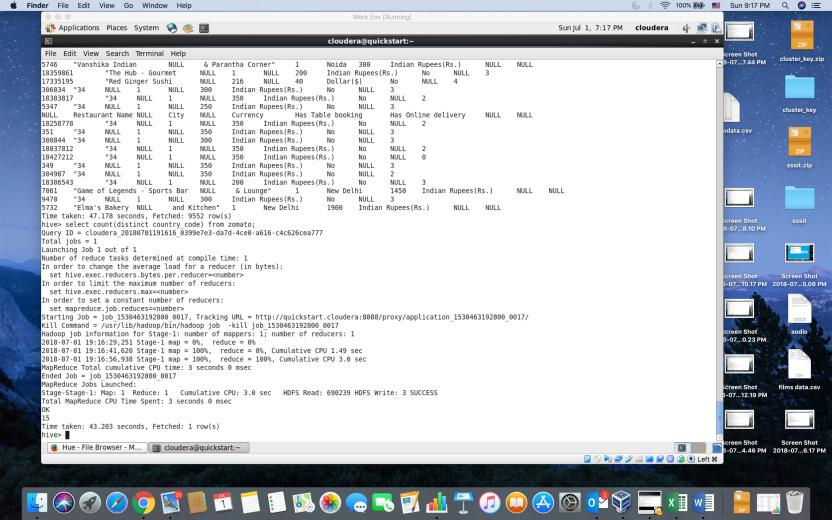 Finder File Edit View Go Window Help 100% Sun 9:17 PM
Work Env [Running]
Applications Places System Sun Jul 1, 7:17 PM cloudera
cloudera@quickstart:~
File Edit View Search Terminal Help
5746 "Vanshika Indian NULL & Parantha Corner" 1 Noida 300 Indian Rupees(Rs.) NULL NULL
18359861 "The Hub - Gourmet NULL 1 NULL 200 Indian Rupees(Rs.) No NULL 3
17335195 "Red Ginger Sushi NULL 216 NULL 40 Dollar($) No NULL 4
306834 "34 NULL 1 NULL 300 Indian Rupees(Rs.) No NULL 3
18303817 "34 NULL 1 NULL 350 Indian Rupees(Rs.) No NULL 2
5347 "34 NULL 1 NULL 250 Indian Rupees(Rs.) No NULL 3
NULL Restaurant Name NULL City NULL Currency Has Table booking Has Online delivery NULL NULL
18258778 "34 NULL 1 NULL 350 Indian Rupees(Rs.) No NULL 2
351 "34 NULL 1 NULL 350 Indian Rupees(Rs.) No NULL 3
300844 "34 NULL 1 NULL 300 Indian Rupees(Rs.) No NULL 3
18037812 "34 NULL 1 NULL 350 Indian Rupees(Rs.) No NULL 2
18427212 "34 NULL 1 NULL 350 Indian Rupees(Rs.) No NULL 0
349 "34 NULL 1 NULL 350 Indian Rupees(Rs.) No NULL 3
304987 "34 NULL 1 NULL 350 Indian Rupees(Rs.) No NULL 2
18306543 "34 NULL 1 NULL 200 Indian Rupees(Rs.) No NULL 3
7061 "Game of Legends - Sports Bar NULL & Lounge" 1 New Delhi 1450 Indian Rupees(Rs.) NULL NULL
9470 "34 NULL 1 NULL 300 Indian Rupees(Rs.) No NULL 3
5732 "Elma's Bakery NULL and Kitchen" 1 New Delhi 1900 Indian Rupees(Rs.) NULL NULL
Time taken: 47.178 seconds, Fetched: 9552 row(s)
hive> select count(distinct country_code) from zomato;
Query ID = cloudera_20180701191616_0399e7e3-da7d-4ce0-a616-c4c626cea777
Total jobs = 1
Launching Job 1 out of 1
Number of reduce tasks determined at compile time: 1
In order to change the average load for a reducer (in bytes):
set hive.exec.reducers.bytes.per.reducer=<number>
In order to limit the maximum number of reducers:
set hive.exec.reducers.max=<number>
In order to set a constant number of reducers:
set mapreduce.job.reduces=<number>
Starting Job = job_1530463192800_0017, Tracking URL = http://quickstart.cloudera:8088/proxy/application_1530463192800_0017/
Kill Command = /usr/lib/hadoop/bin/hadoop job -kill job_1530463192800_0017
Hadoop job information for Stage-1: number of mappers: 1; number of reducers: 1
2018-07-01 19:16:29,251 Stage-1 map = 0%, reduce = 0%
2018-07-01 19:16:41,620 Stage-1 map = 100%, reduce = 0%, Cumulative CPU 1.49 sec
2018-07-01 19:16:56,938 Stage-1 map = 100%, reduce = 100%, Cumulative CPU 3.0 sec
MapReduce Total cumulative CPU time: 3 seconds 0 msec
Ended Job = job_1530463192800_0017
MapReduce Jobs Launched:
Stage-Stage-1: Map: 1 Reduce: 1 Cumulative CPU: 3.0 sec HDFS Read: 690239 HDFS Write: 3 SUCCESS
Total MapReduce CPU Time Spent: 3 seconds 0 msec
OK
15
Time taken: 43.203 seconds, Fetched: 1 row(s)
hive>
Hue - File Browser - M... cloudera@quickstart:~
Left ⌘
creen Shot
8-07...7.44 PM
cluster_key.zip
odata.csv
cluster_key
sssit.zip
creen Shot
8-07...8.10 PM
sssit
creen Shot
-07...10.17 PM
Screen Shot
2018-07...5.09 PM
creen Shot
-07...0.23 PM
audio
creen Shot
-07...12.19 PM
films data.csv
creen Shot
-07...4.46 PM
Screen Shot
2018-07...6.17 PM